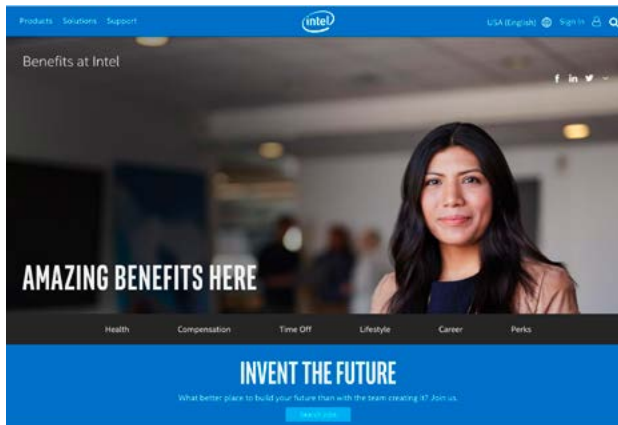 Products Solutions Support
intel
USA (English) Sign In
Benefits at Intel
f in
AMAZING BENEFITS HERE
Health Compensation Time Off Lifestyle Career Perks
INVENT THE FUTURE
What better place to build your future than with the team creating it? Join us.